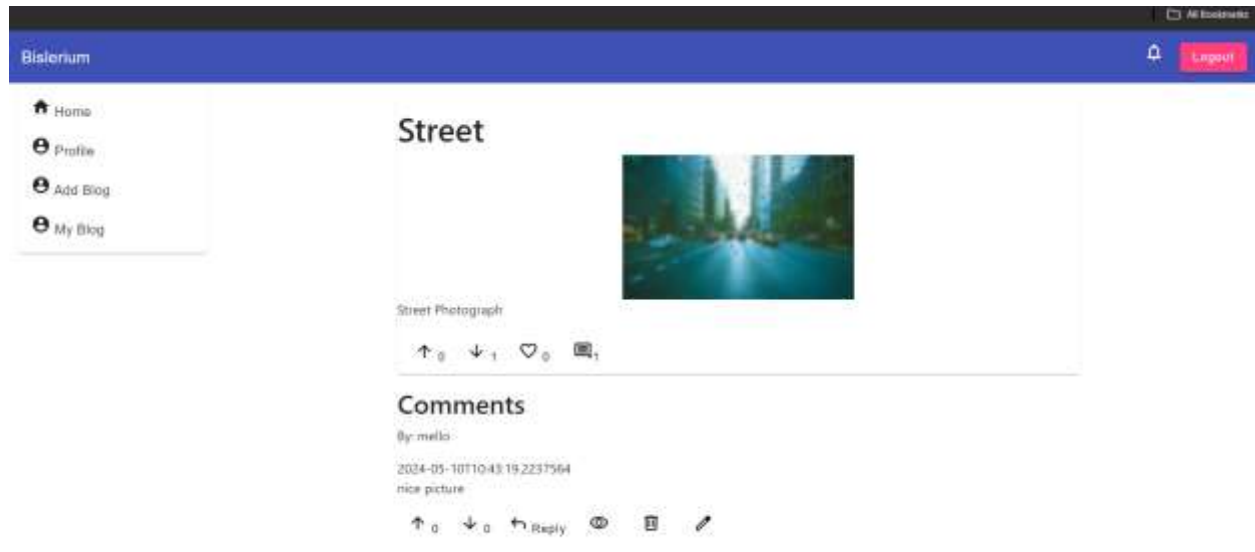 All Bookmarks
Bislerium
Logout
Home
Profile
Add Blog
My Blog
Street
Street Photograph
0 1 0 1
Comments
By: mello
2024-05-10T10:43:19.2237564
nice picture
0 0 Reply